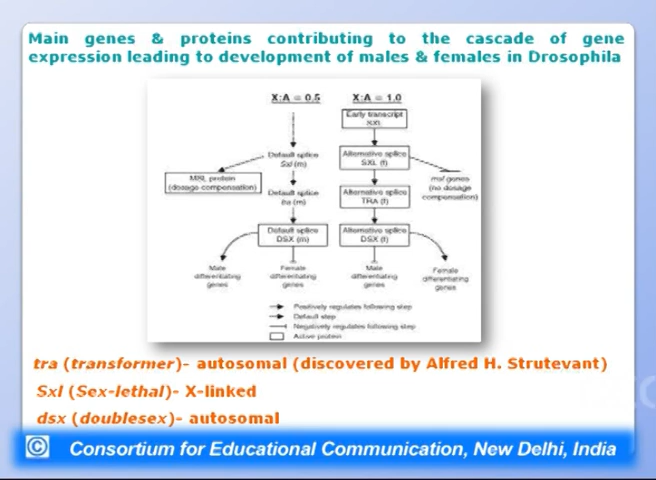 Main genes & proteins contributing to the cascade of gene
expression leading to development of males & females in Drosophila
X:A = 0.5
X:A = 1.0
Early transcript
SXL
Default splice
Sxl (m)
Alternative splice
SXL (f)
MSL protein
(dosage compensation)
msl genes
(no dosage
compensation)
Default splice
tra (m)
Alternative splice
TRA (f)
Default splice
DSX (m)
Alternative splice
DSX (f)
Male
differentiating
genes
Female
differentiating
genes
Male
differentiating
genes
Female
differentiating
genes
Positively regulates following step
Default step
Negatively regulates following step
Active protein
tra (transformer)- autosomal (discovered by Alfred H. Strutevant)
Sxl (Sex-lethal)- X-linked
dsx (doublesex)- autosomal
© Consortium for Educational Communication, New Delhi, India